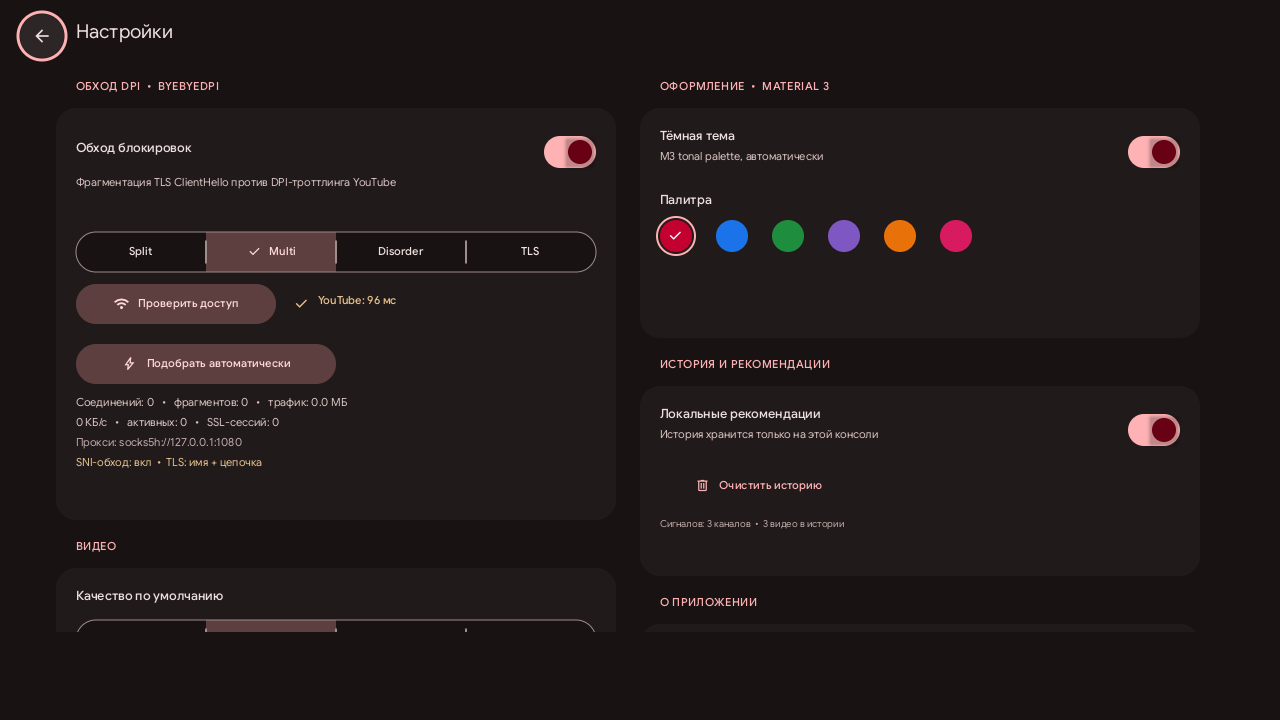 Настройки
ОБХОД DPI • BYEBYEDPI
Обход блокировок
Фрагментация TLS ClientHello против DPI-троттлинга YouTube
Split
Multi
Disorder
TLS
Проверить доступ
YouTube: 96 мс
Подобрать автоматически
Соединений: 0 • фрагментов: 0 • трафик: 0.0 МБ
0 КБ/с • активных: 0 • SSL-сессий: 0
Прокси: socks5h://127.0.0.1:1080
SNI-обход: вкл • TLS: имя + цепочка
ВИДЕО
Качество по умолчанию
ОФОРМЛЕНИЕ • MATERIAL 3
Тёмная тема
M3 tonal palette, автоматически
Палитра
ИСТОРИЯ И РЕКОМЕНДАЦИИ
Локальные рекомендации
История хранится только на этой консоли
Очистить историю
Сигналов: 3 каналов • 3 видео в истории
О ПРИЛОЖЕНИИ